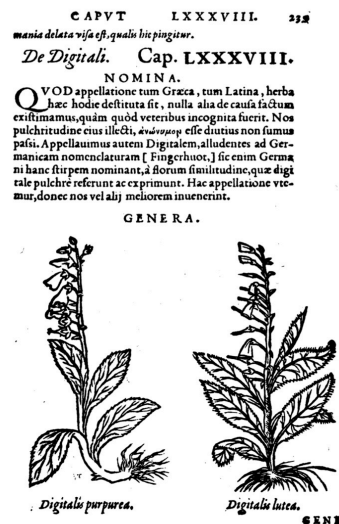 CAPVT LXXXVIII. 232
mania delata visa est, qualis hic pingitur.
De Digitali. Cap. LXXXVIII.
NOMINA.
QVOD appellatione tum Græca, tum Latina, herba
hæc hodie destituta sit, nulla alia de causa factum
existimamus, quàm quòd veteribus incognita fuerit. Nos
pulchritudine eius illecti, ἀνώνυμομ esse diutius non sumus
passi. Appellauimus autem Digitalem, alludentes ad Ger-
manicam nomenclaturam [ Fingerhuot, ] sic enim Germa
ni hanc stirpem nominant, à florum similitudine, quæ digi
tale pulchrè referunt ac exprimunt. Hac appellatione vte-
mur, donec nos vel alij meliorem inuenerint.
GENERA.
Digitalis purpurea.
Digitalis lutea.
GENE